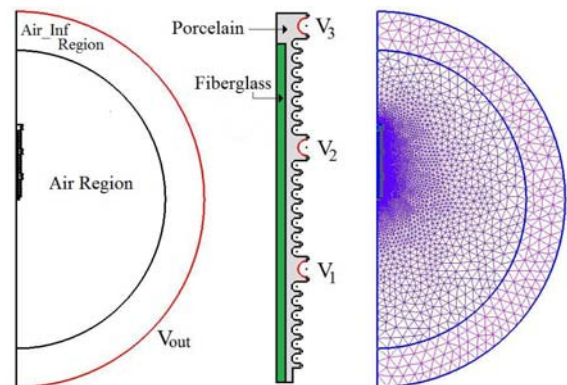 Air_Inf
Region
Air Region
Vout
Porcelain
Fiberglass
V3
V2
V1